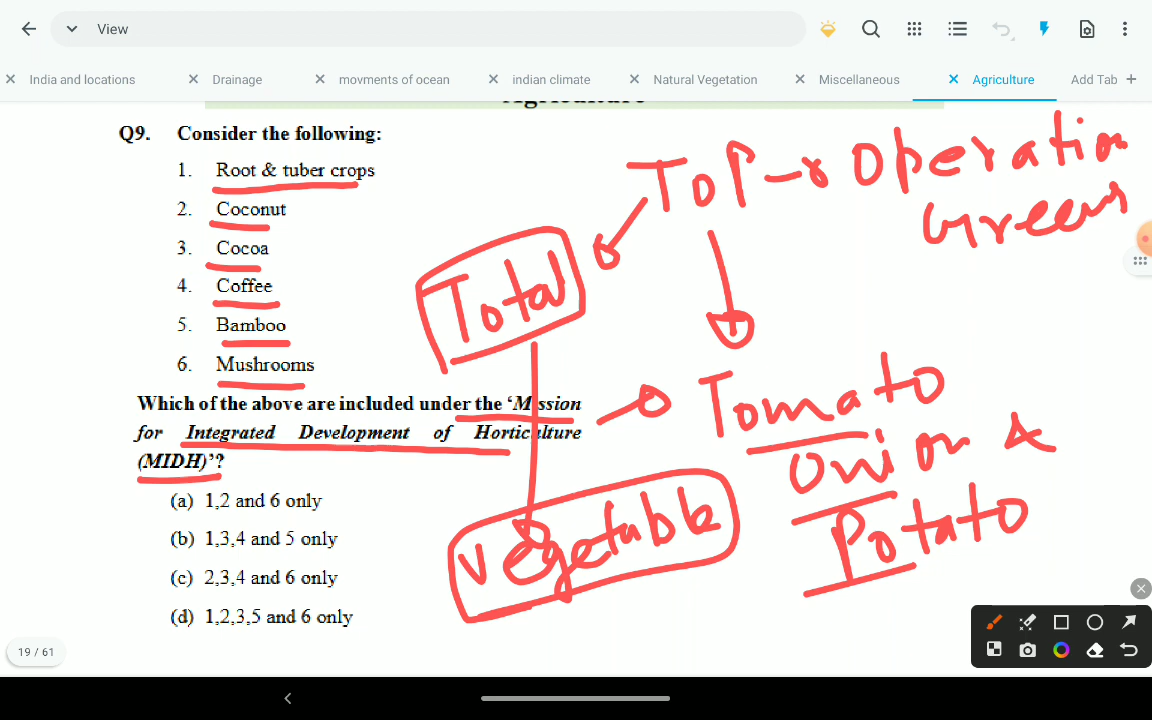 View
India and locations
Drainage
movments of ocean
indian climate
Natural Vegetation
Miscellaneous
Agriculture
Add Tab +
Agriculture
Q9. Consider the following:
1. Root & tuber crops
2. Coconut
3. Cocoa
4. Coffee
5. Bamboo
6. Mushrooms
Which of the above are included under the ‘Mission
for Integrated Development of Horticulture
(MIDH)’?
(a) 1,2 and 6 only
(b) 1,3,4 and 5 only
(c) 2,3,4 and 6 only
(d) 1,2,3,5 and 6 only
ToP → Operation
Greens
Total
Vegetable
Tomato
Onion &
Potato
19 / 61